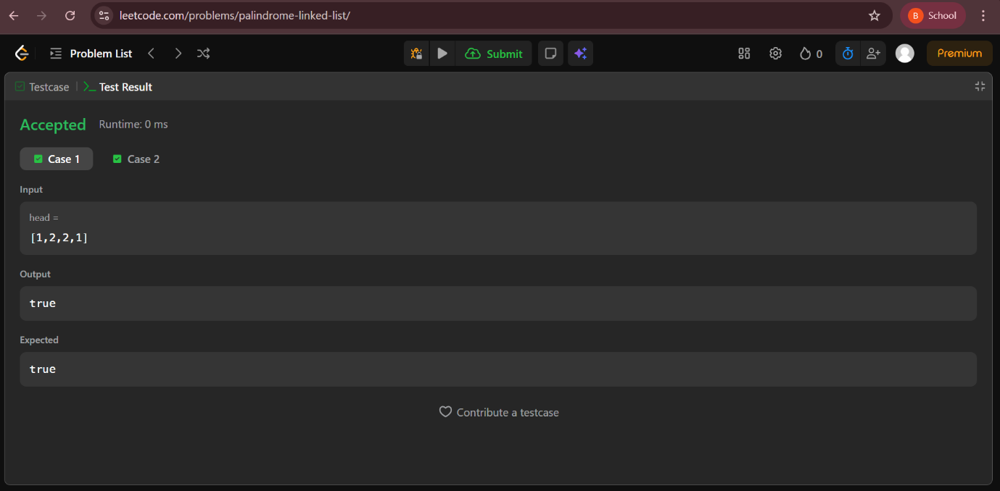 leetcode.com/problems/palindrome-linked-list/
B School
Problem List
Submit
0
Premium
Testcase
Test Result
Accepted Runtime: 0 ms
Case 1 Case 2
Input
head =
[1,2,2,1]
Output
true
Expected
true
Contribute a testcase